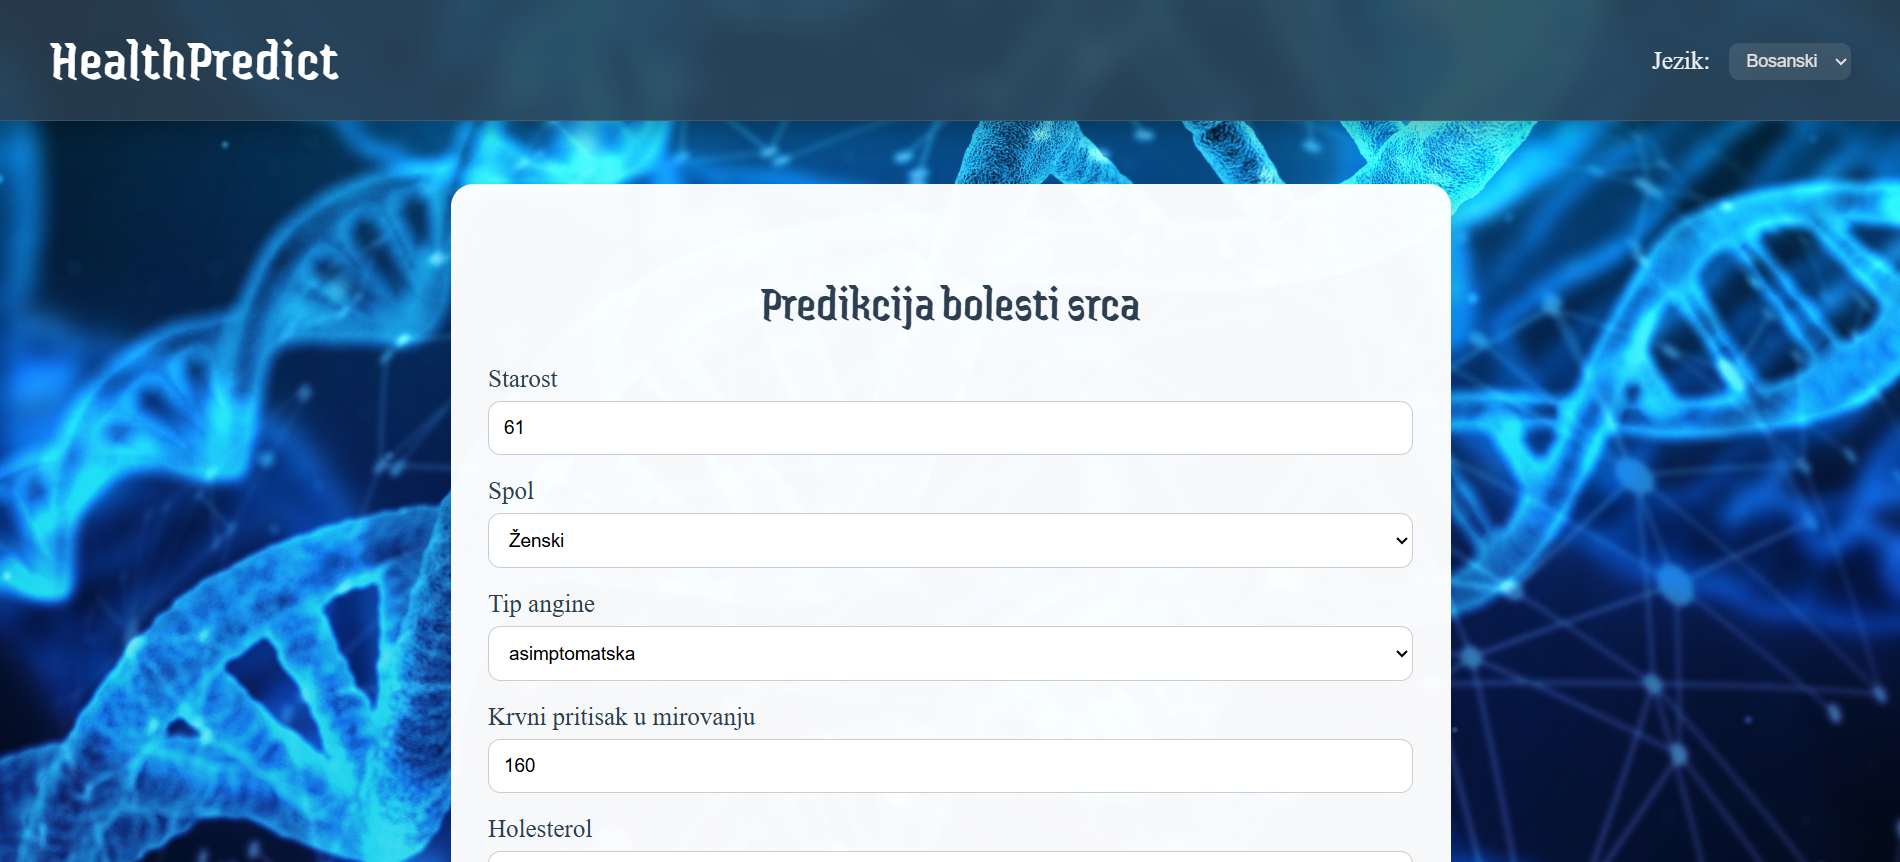 HealthPredict
Jezik: Bosanski
Predikcija bolesti srca
Starost
61
Spol
Ženski
Tip angine
asimptomatska
Krvni pritisak u mirovanju
160
Holesterol